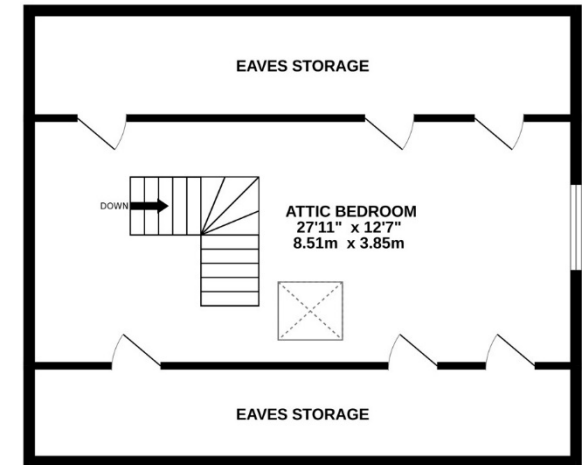 EAVES STORAGE
DOWN
ATTIC BEDROOM
27'11" x 12'7"
8.51m x 3.85m
EAVES STORAGE